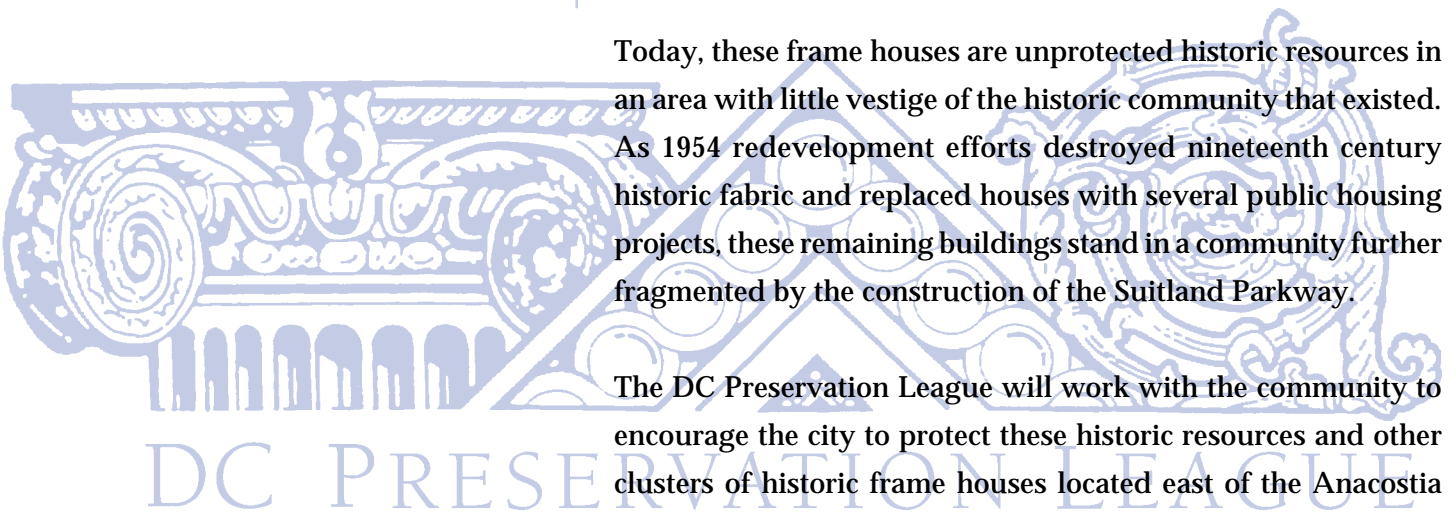 Today, these frame houses are unprotected historic resources in
an area with little vestige of the historic community that existed.
As 1954 redevelopment efforts destroyed nineteenth century
historic fabric and replaced houses with several public housing
projects, these remaining buildings stand in a community further
fragmented by the construction of the Suitland Parkway.
The DC Preservation League will work with the community to
encourage the city to protect these historic resources and other
clusters of historic frame houses located east of the Anacostia
DC PRESERVATION LEAGUE